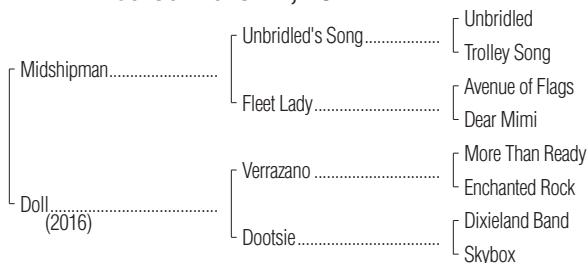 Unbridled
Unbridled's Song
Trolley Song
Midshipman
Avenue of Flags
Fleet Lady
Dear Mimi
More Than Ready
Verrazano
Enchanted Rock
Doll
(2016)
Dixieland Band
Dootsie
Skybox